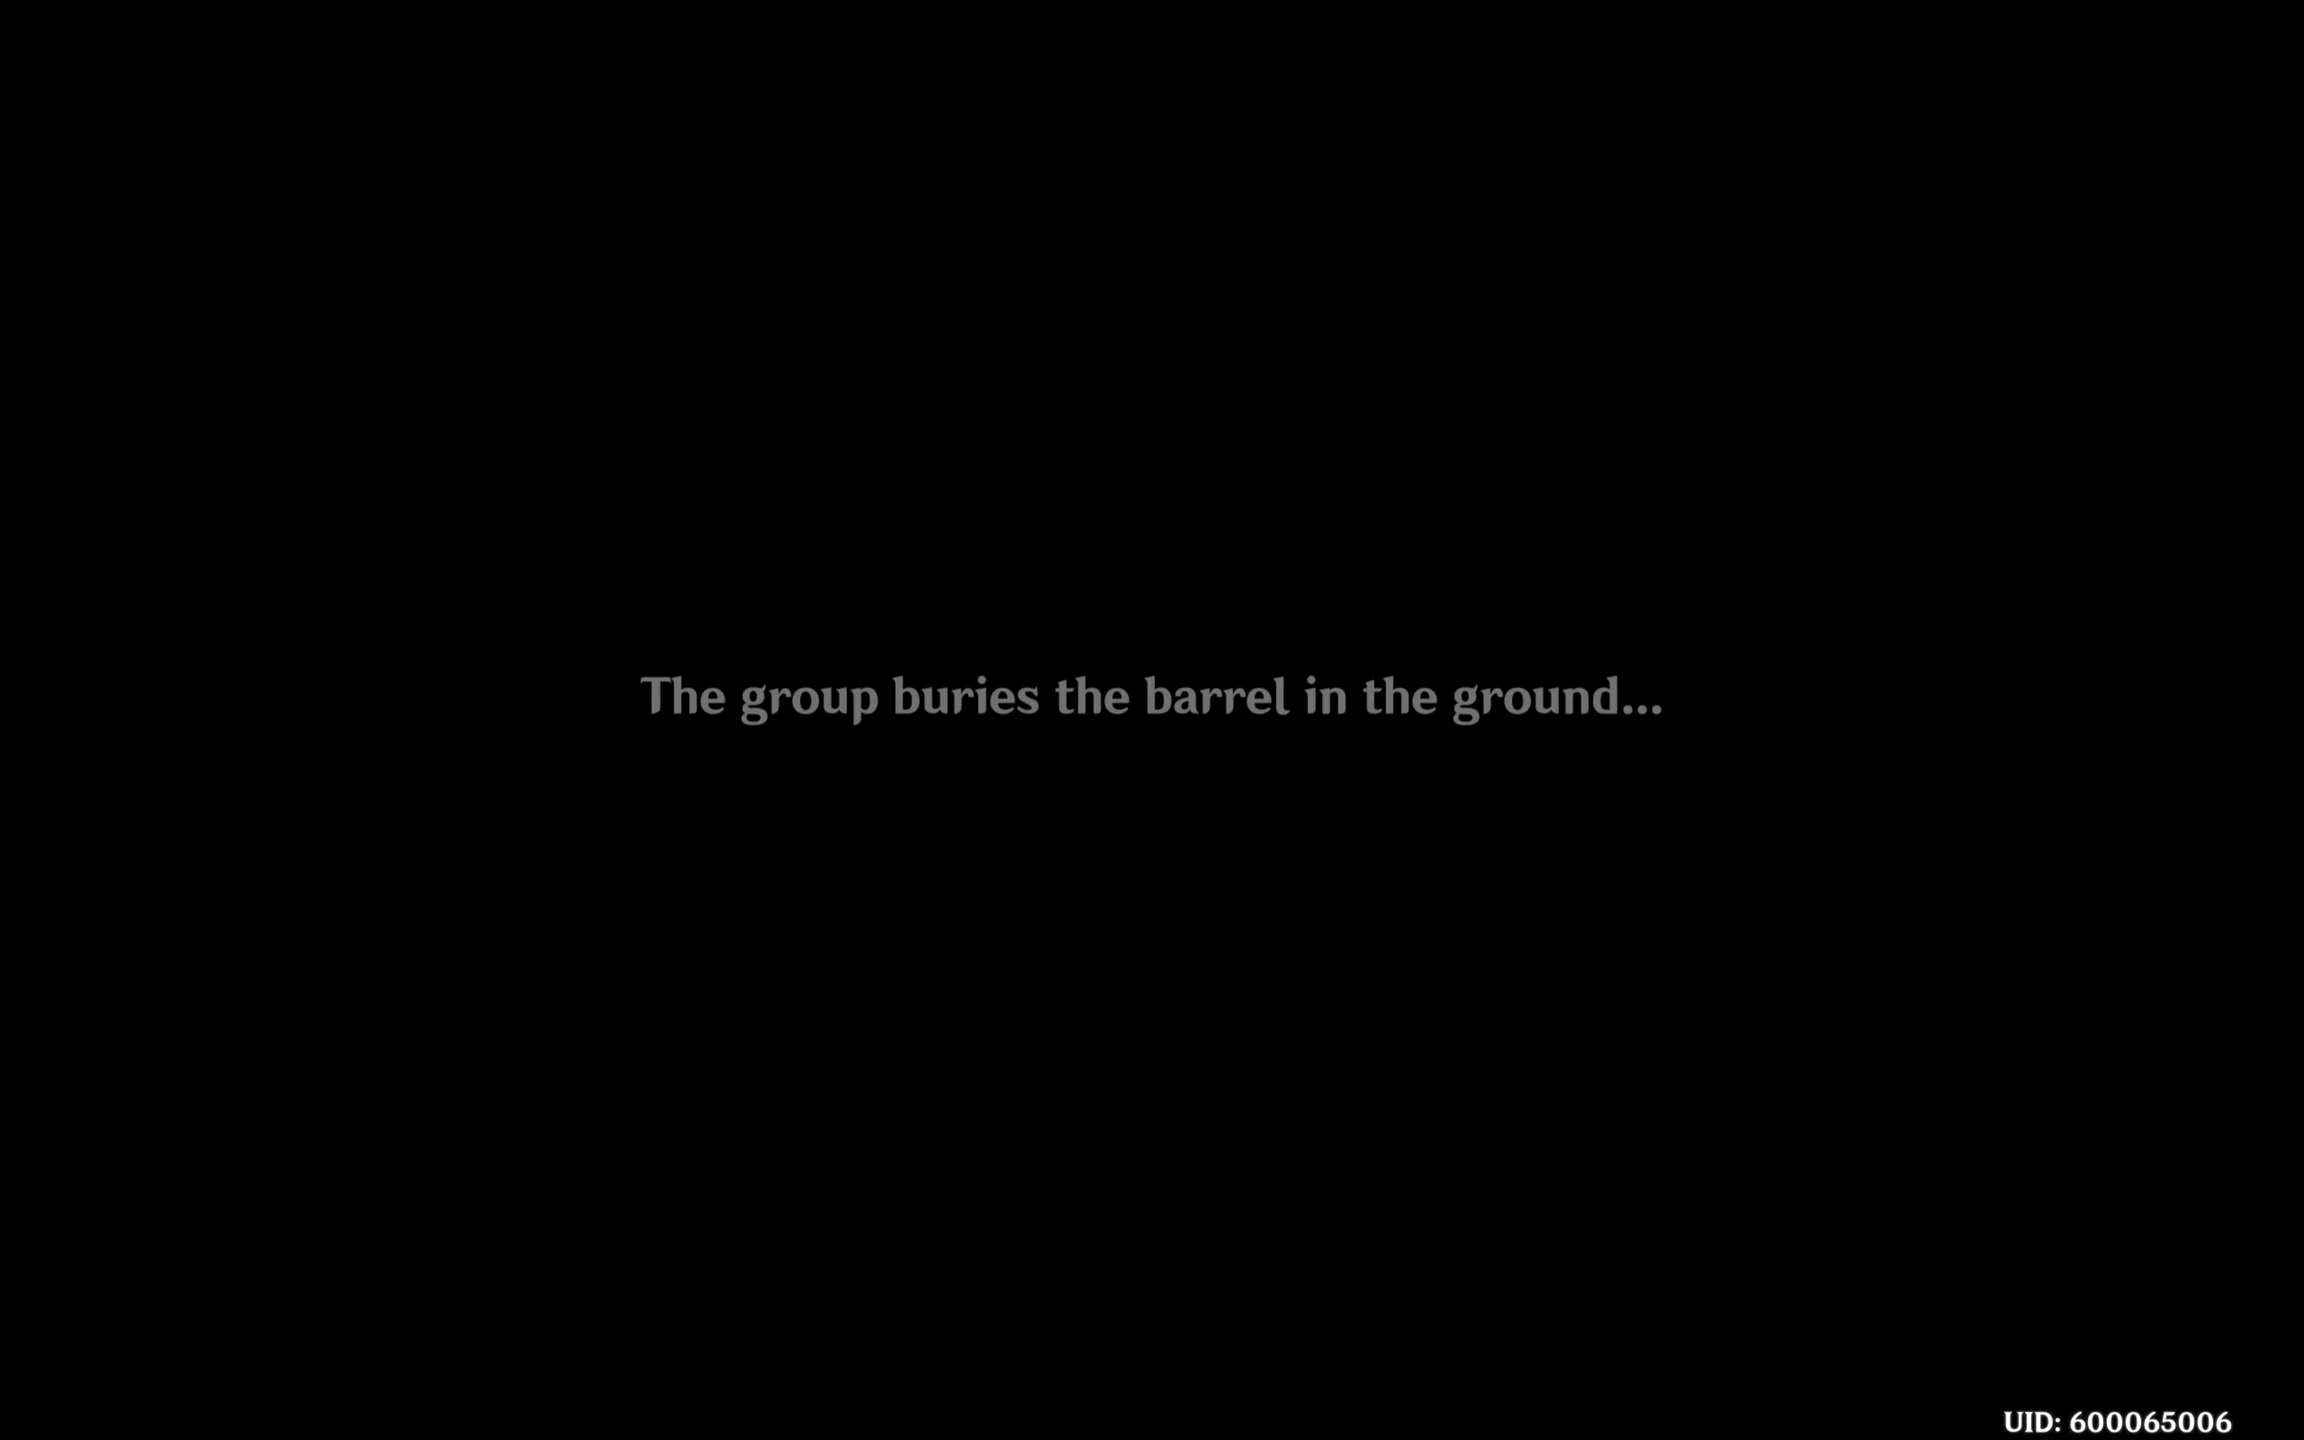 The group buries the barrel in the ground...
UID: 600065006